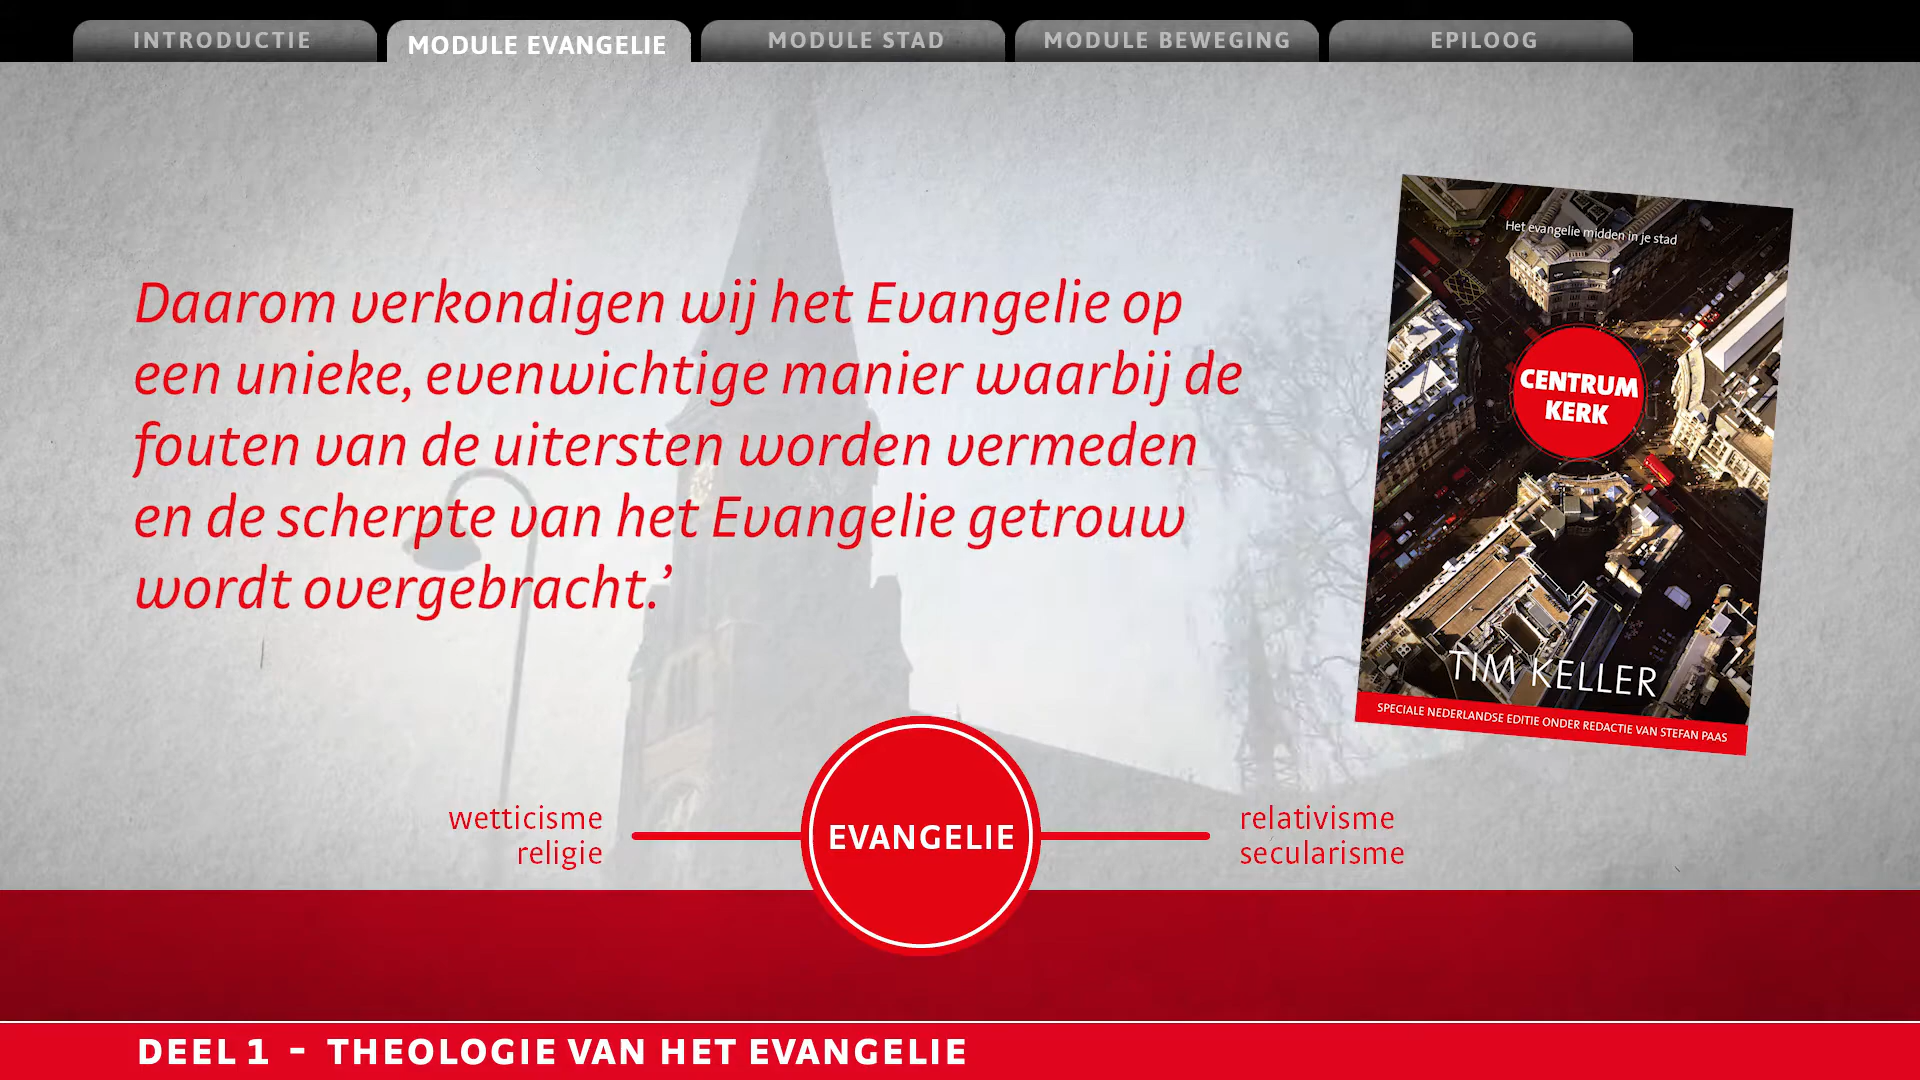 INTRODUCTIE
MODULE EVANGELIE
MODULE STAD
MODULE BEWEGING
EPILOOG
Daarom verkondigen wij het Evangelie op
een unieke, evenwichtige manier waarbij de
fouten van de uitersten worden vermeden
en de scherpte van het Evangelie getrouw
wordt overgebracht.’
Het evangelie midden in je stad
CENTRUM
KERK
TIM KELLER
SPECIALE NEDERLANDSE EDITIE ONDER REDACTIE VAN STEFAN PAAS
wetticisme
religie
EVANGELIE
relativisme
secularisme
DEEL 1 - THEOLOGIE VAN HET EVANGELIE